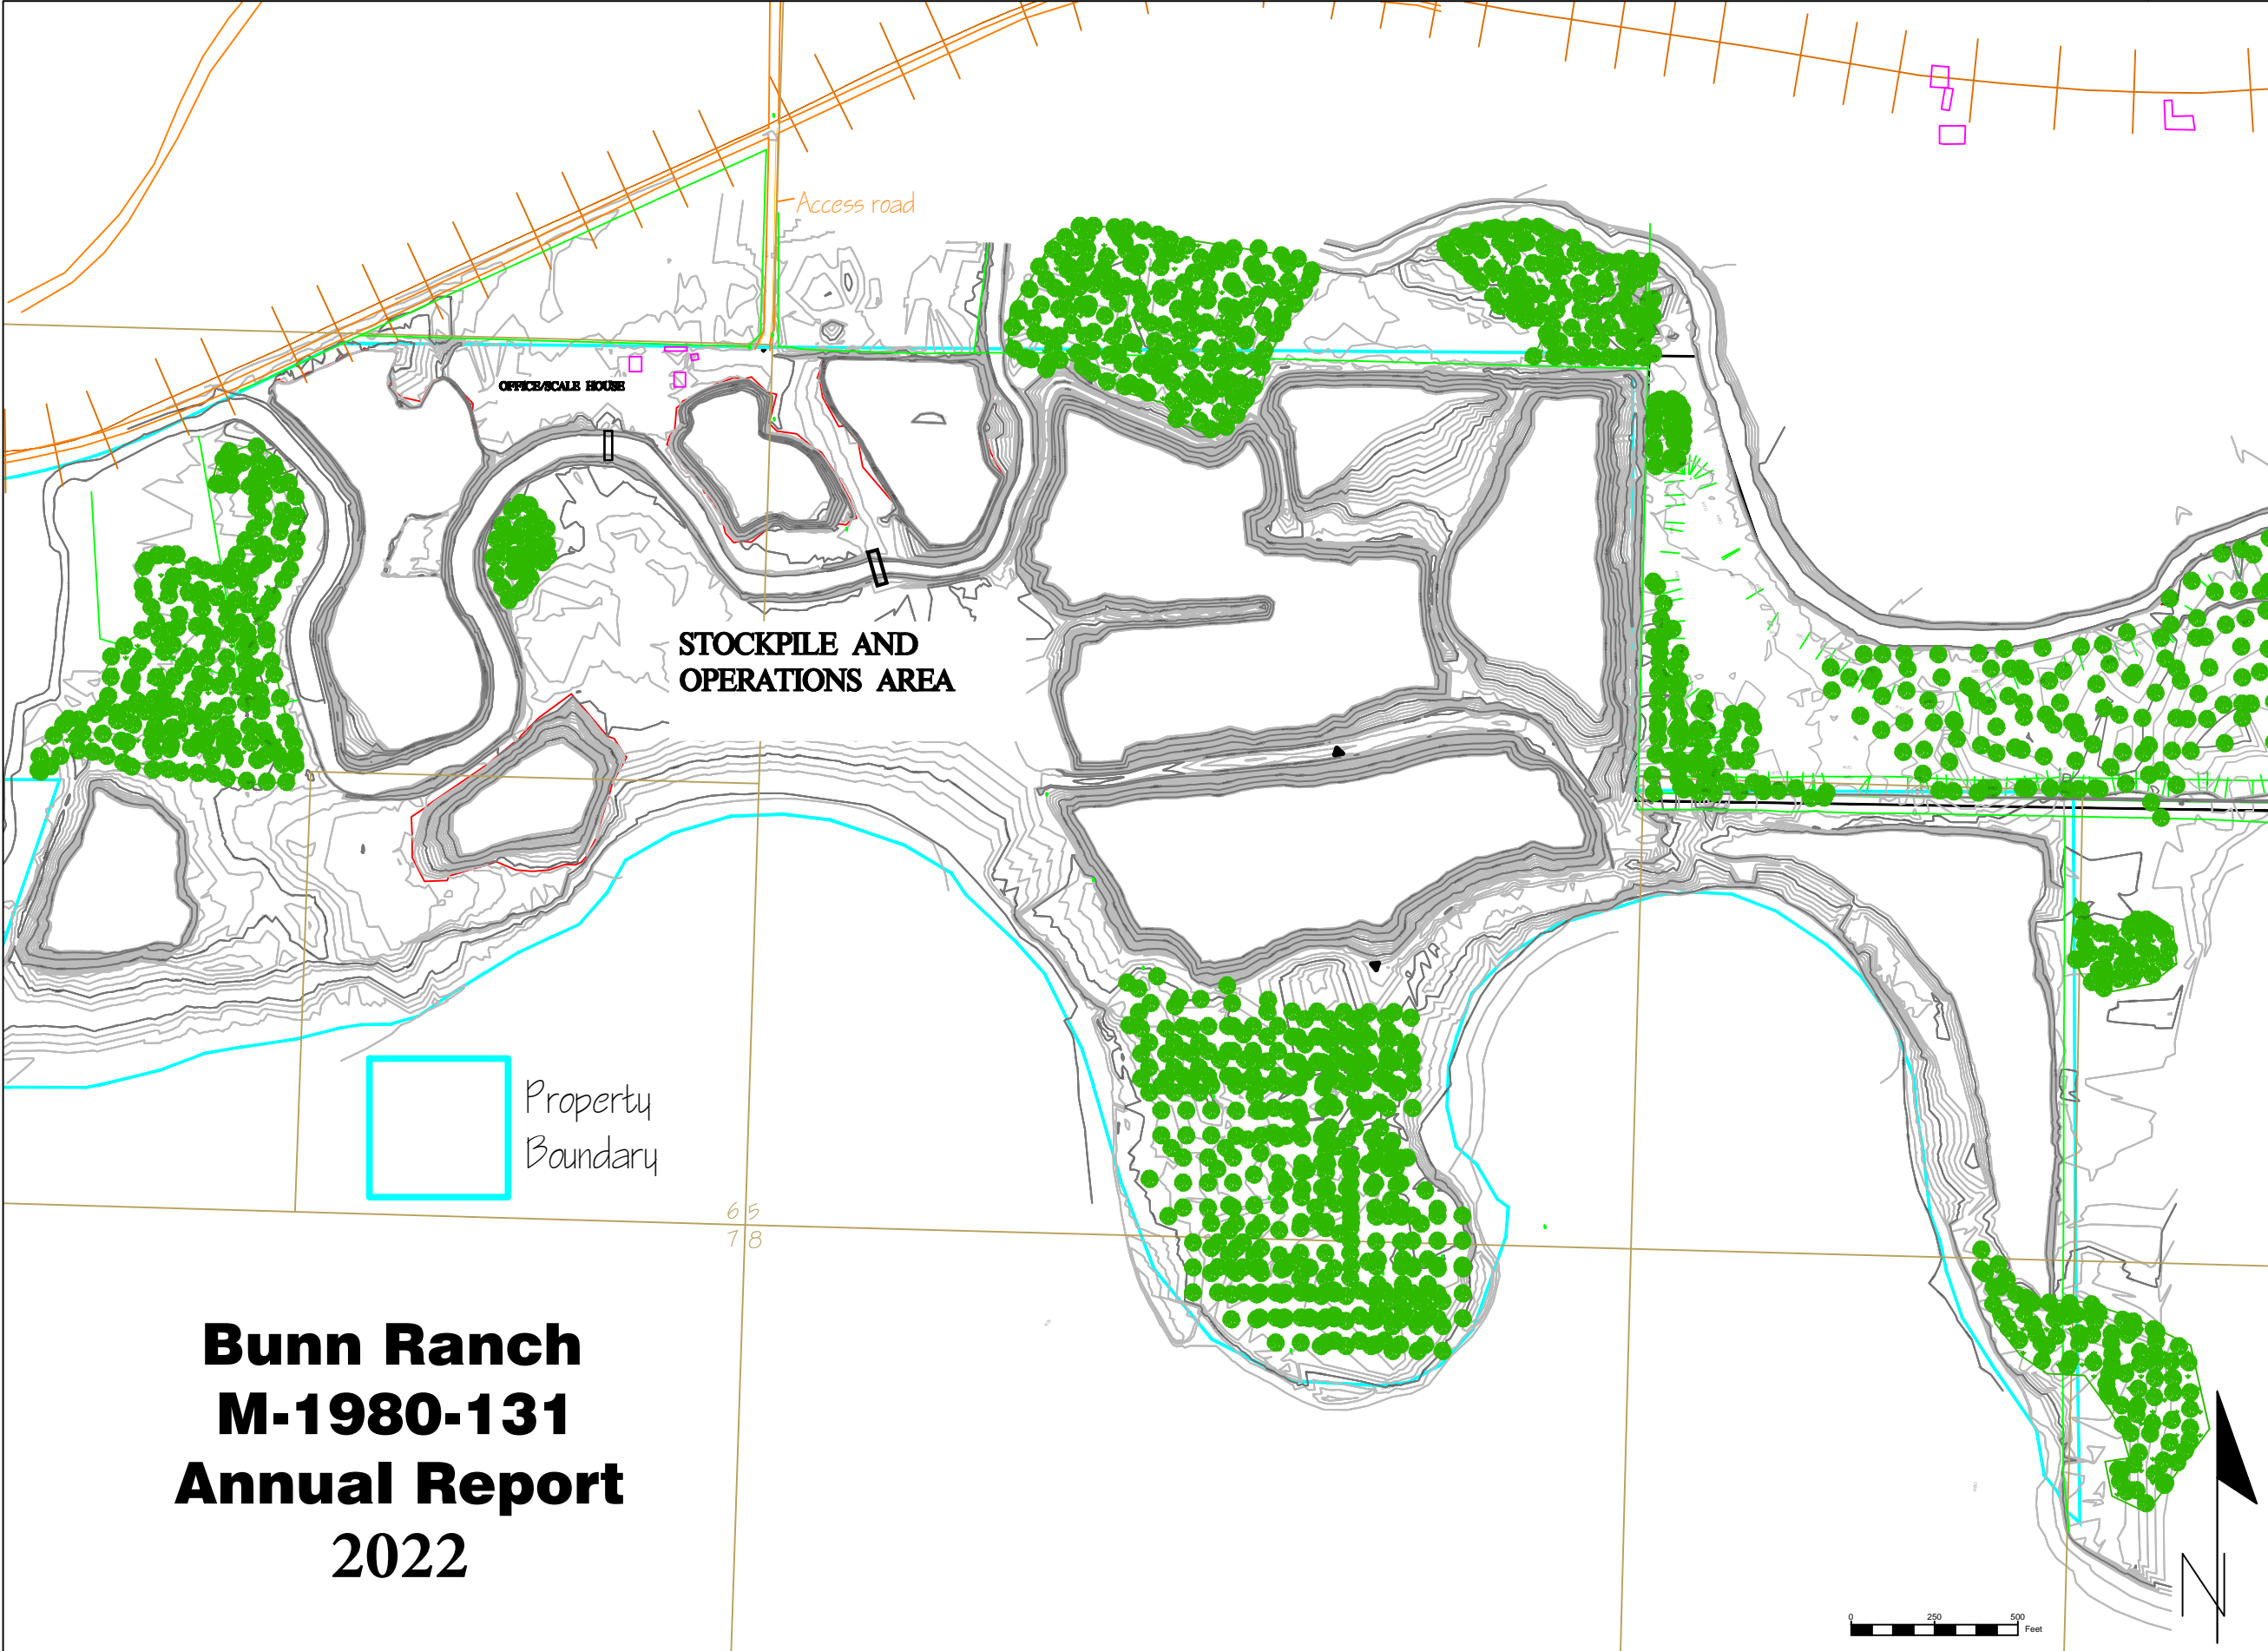 Access road
OFFICE/SCALE HOUSE
STOCKPILE AND
OPERATIONS AREA
Property
Boundary
6 5
7 8
Bunn Ranch
M-1980-131
Annual Report
2022
0 250 500
Feet
N